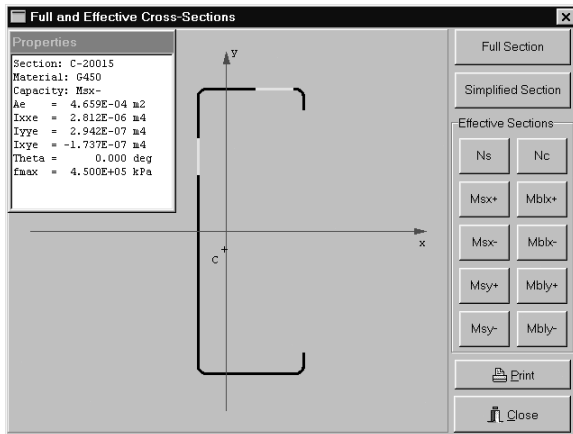 Full and Effective Cross-Sections
Properties
Section: C-20015
Material: G450
Capacity: Msx-
Ae = 4.659E-04 m2
Ixxe = 2.812E-06 m4
Iyye = 2.942E-07 m4
Ixye = -1.737E-07 m4
Theta = 0.000 deg
fmax = 4.500E+05 kPa
y
x
C
Full Section
Simplified Section
Effective Sections
Ns Nc
Msx+ Mblx+
Msx- Mblx-
Msy+ Mbly+
Msy- Mbly-
Print
Close